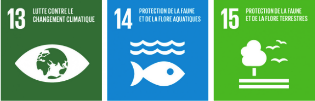 13 LUTTE CONTRE LE
CHANGEMENT CLIMATIQUE
14 PROTECTION DE LA FAUNE
ET DE LA FLORE AQUATIQUES
15 PROTECTION DE LA FAUNE
ET DE LA FLORE TERRESTRES